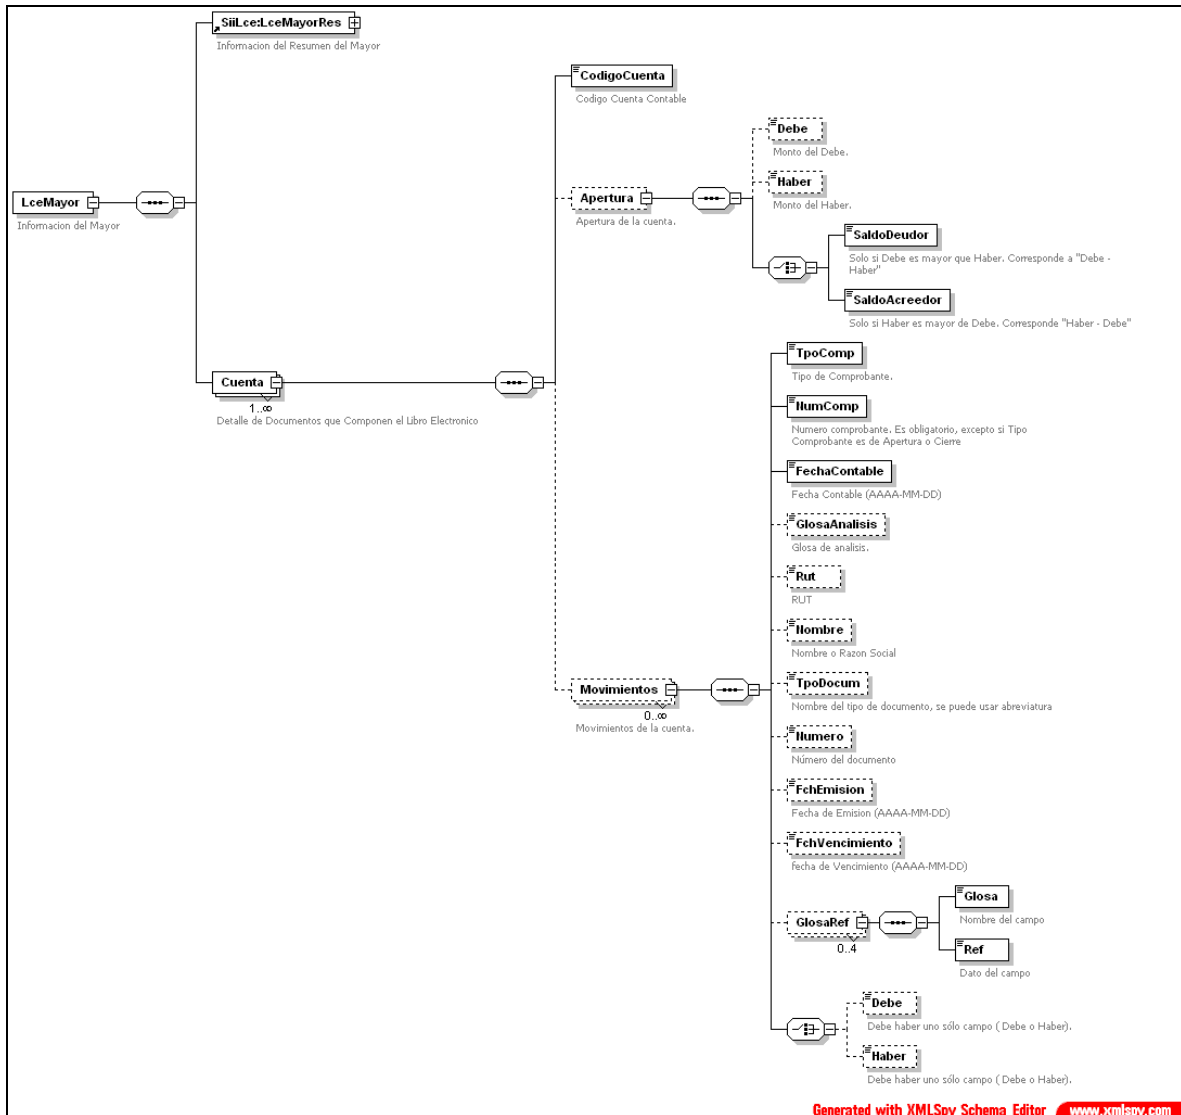 SiiLce:LceMayorRes
Informacion del Resumen del Mayor
CodigoCuenta
Codigo Cuenta Contable
Debe
Monto del Debe.
Haber
Monto del Haber.
LceMayor
Informacion del Mayor
Apertura
Apertura de la cuenta.
SaldoDeudor
Solo si Debe es mayor que Haber. Corresponde a "Debe -
Haber"
SaldoAcreedor
Solo si Haber es mayor de Debe. Corresponde "Haber - Debe"
Cuenta
1..∞
Detalle de Documentos que Componen el Libro Electronico
TpoComp
Tipo de Comprobante.
NumComp
Numero comprobante. Es obligatorio, excepto si Tipo
Comprobante es de Apertura o Cierre
FechaContable
Fecha Contable (AAAA-MM-DD)
GlosaAnalisis
Glosa de analisis.
Rut
RUT
Nombre
Nombre o Razon Social
Movimientos
0..∞
Movimientos de la cuenta.
TpoDocum
Nombre del tipo de documento, se puede usar abreviatura
Numero
Número del documento
FchEmision
Fecha de Emision (AAAA-MM-DD)
FchVencimiento
fecha de Vencimiento (AAAA-MM-DD)
GlosaRef
0..4
Glosa
Nombre del campo
Ref
Dato del campo
Debe
Debe haber uno sólo campo ( Debe o Haber).
Haber
Debe haber uno sólo campo ( Debe o Haber).
Generated with XMLSpy Schema Editor www.xmlspy.com